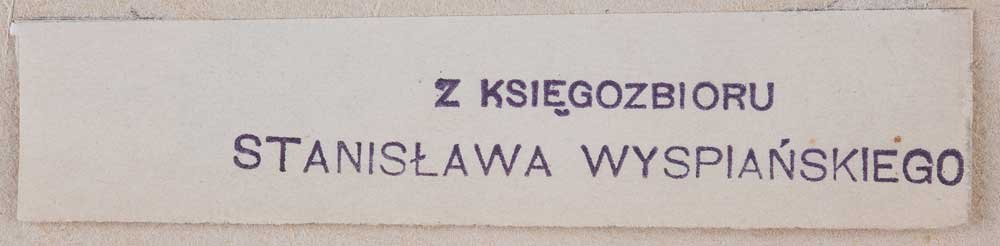 Z KSIĘGOZBIORU
STANISŁAWA WYSPIAŃSKIEGO